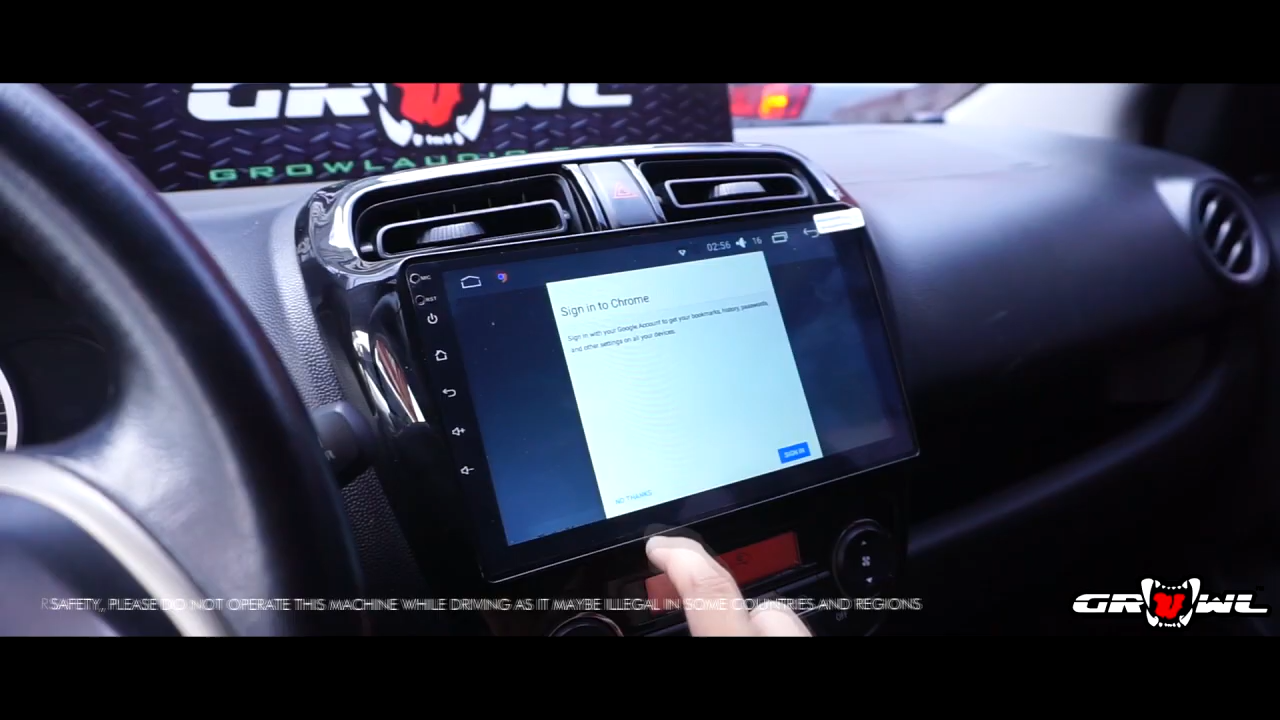 GROWL
GROWLAUDIO
MIC
RST
02:56 16
Sign in to Chrome
Sign in with your Google Account to get your bookmarks, history, passwords,
and other settings on all your devices.
SIGN IN
NO THANKS
OFF
R SAFETY,, PLEASE DO NOT OPERATE THIS MACHINE WHILE DRIVING AS IT MAYBE ILLEGAL IN SOME COUNTRIES AND REGIONS
GROWL